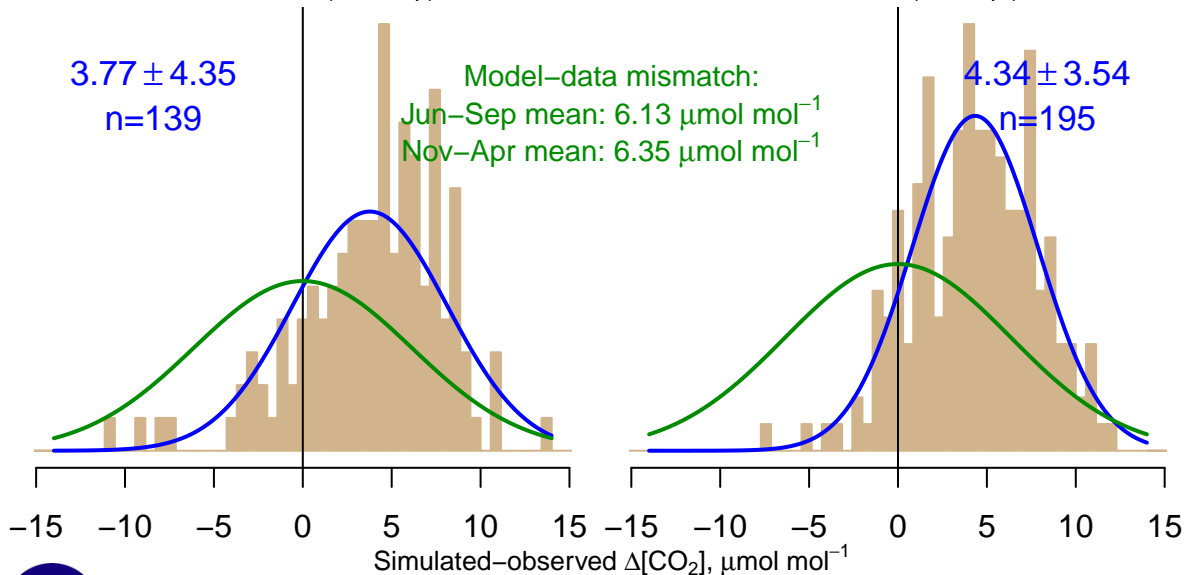 3.77 ± 4.35
n=139
Model−data mismatch:
Jun−Sep mean: 6.13 μmol mol⁻¹
Nov−Apr mean: 6.35 μmol mol⁻¹
4.34 ± 3.54
n=195
−15 −10 −5 0 5 10 15
−15 −10 −5 0 5 10 15
Simulated−observed Δ[CO₂], μmol mol⁻¹